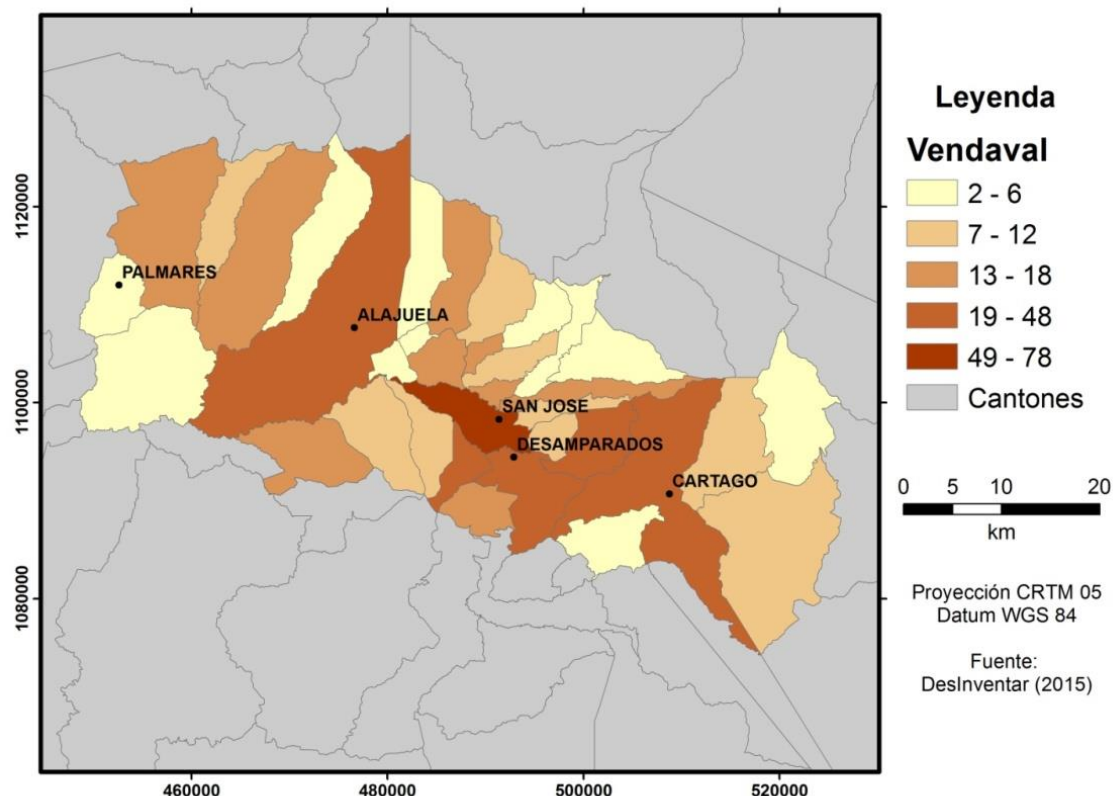 1120000
1100000
1080000
460000
480000
500000
520000
PALMARES
ALAJUELA
SAN JOSE
DESAMPARADOS
CARTAGO
Leyenda
Vendaval
2 - 6
7 - 12
13 - 18
19 - 48
49 - 78
Cantones
0 5 10 20
km
Proyección CRTM 05
Datum WGS 84
Fuente:
DesInventar (2015)